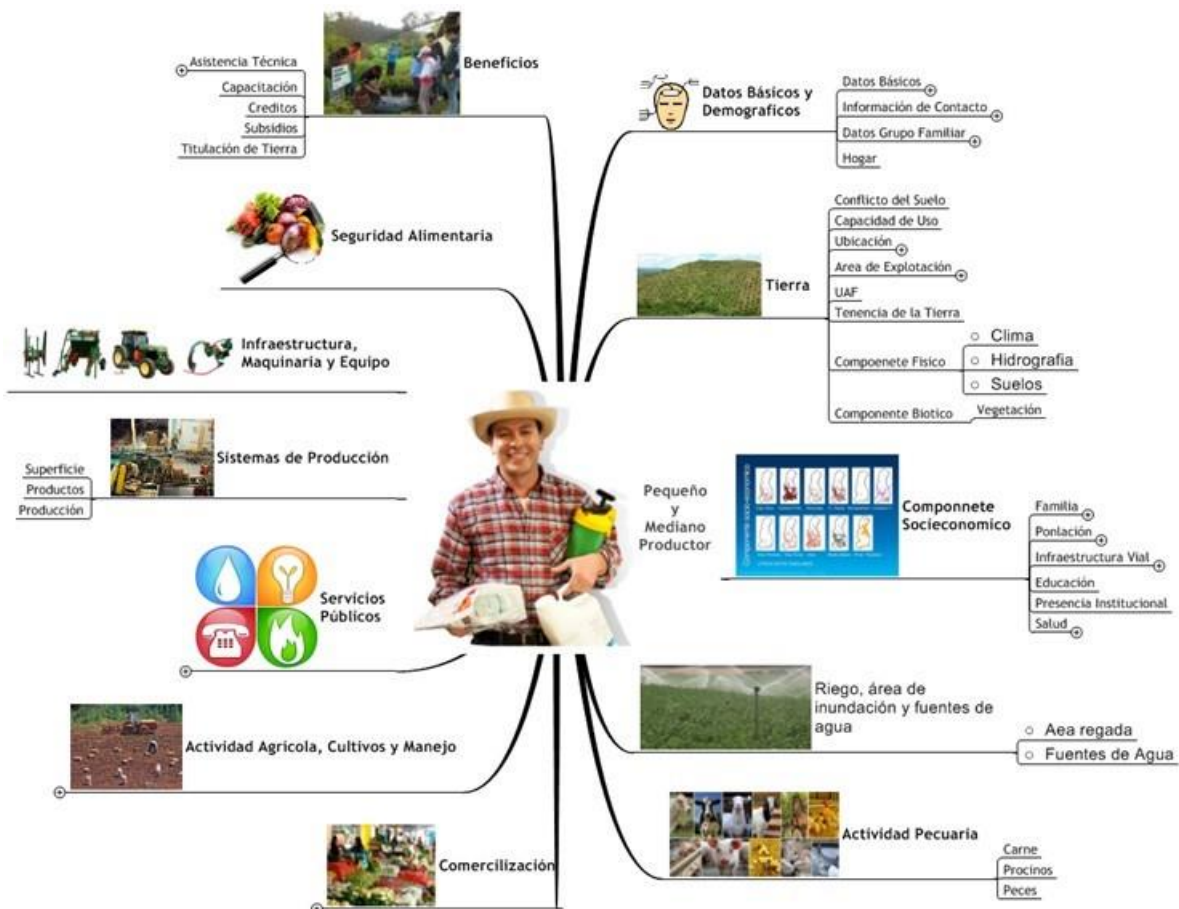 Beneficios
Asistencia Técnica
Capacitación
Creditos
Subsidios
Titulación de Tierra
Seguridad Alimentaria
Infraestructura,
Maquinaria y Equipo
Sistemas de Producción
Superficie
Productos
Producción
Servicios
Públicos
Actividad Agrícola, Cultivos y Manejo
Comercilización
Pequeño
y
Mediano
Productor
Datos Básicos y
Demograficos
Datos Básicos
Información de Contacto
Datos Grupo Familiar
Hogar
Tierra
Conflicto del Suelo
Capacidad de Uso
Ubicación
Area de Explotación
UAF
Tenencia de la Tierra
Compoenete Fisico
Clima
Hidrografia
Suelos
Componente Biotico
Vegetación
Componnete
Socieconomico
Familia
Ponlación
Infraestructura Vial
Educación
Presencia Institucional
Salud
Riego, área de
inundación y fuentes de
agua
Aea regada
Fuentes de Agua
Actividad Pecuaria
Carne
Procinos
Peces